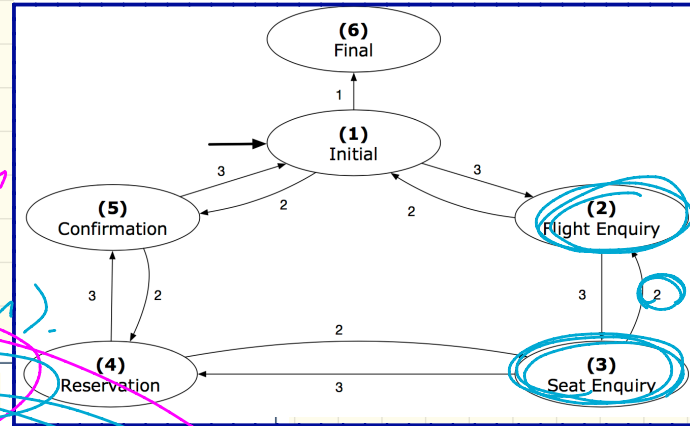 (6)
Final
1
(1)
Initial
3
3
2
2
(5)
Confirmation
(2)
Flight Enquiry
3
2
3
2
2
(4)
Reservation
3
(3)
Seat Enquiry